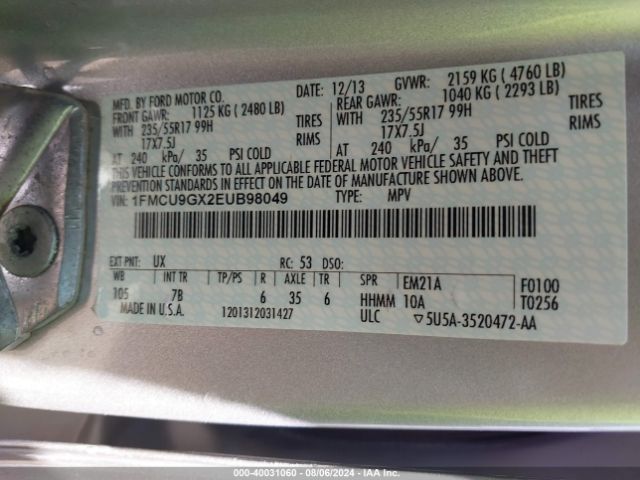 MFD. BY FORD MOTOR CO. DATE: 12/13 GVWR: 2159 KG ( 4760 LB)
FRONT GAWR: 1125 KG ( 2480 LB) REAR GAWR: 1040 KG ( 2293 LB)
WITH 235/55R17 99H TIRES WITH 235/55R17 99H TIRES
17X7.5J RIMS 17X7.5J RIMS
AT 240 kPa/ 35 PSI COLD AT 240 kPa/ 35 PSI COLD
THIS VEHICLE CONFORMS TO ALL APPLICABLE FEDERAL MOTOR VEHICLE SAFETY AND THEFT
PREVENTION STANDARDS IN EFFECT ON THE DATE OF MANUFACTURE SHOWN ABOVE.
VIN: 1FMCU9GX2EUB98049 TYPE: MPV
EXT PNT: UX RC: 53 DSO:
WB INT TR TP/PS R AXLE TR SPR EM21A F0100
105 7B 6 35 6 HHMM 10A T0256
MADE IN U.S.A. 1201312031427 ULC ▽5U5A-3520472-AA
000-40031060 - 08/06/2024 - IAA Inc.